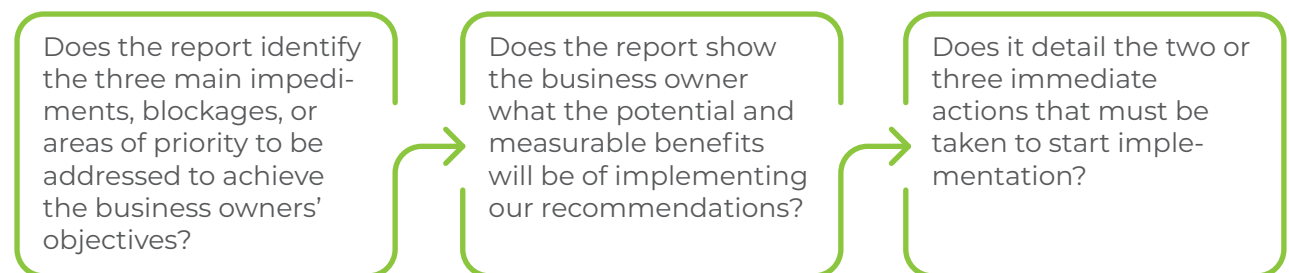 Does the report identify
the three main impedi-
ments, blockages, or
areas of priority to be
addressed to achieve
the business owners’
objectives?
Does the report show
the business owner
what the potential and
measurable benefits
will be of implementing
our recommendations?
Does it detail the two or
three immediate
actions that must be
taken to start imple-
mentation?